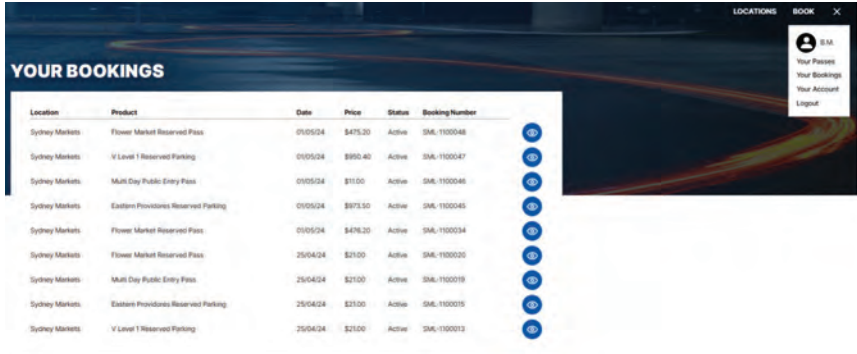 LOCATIONS BOOK
B.M.
Your Passes
Your Bookings
Your Account
Logout
YOUR BOOKINGS
Location Product Date Price Status Booking Number
Sydney Markets Flower Market Reserved Pass 01/05/24 $475.20 Active SML-1100048
Sydney Markets V Level 1 Reserved Parking 01/05/24 $950.40 Active SML-1100047
Sydney Markets Multi Day Public Entry Pass 01/05/24 $11.00 Active SML-1100046
Sydney Markets Eastern Providores Reserved Parking 01/05/24 $973.50 Active SML-1100045
Sydney Markets Flower Market Reserved Pass 01/05/24 $476.20 Active SML-1100034
Sydney Markets Flower Market Reserved Pass 25/04/24 $21.00 Active SML-1100020
Sydney Markets Multi Day Public Entry Pass 25/04/24 $21.00 Active SML-1100019
Sydney Markets Eastern Providores Reserved Parking 25/04/24 $21.00 Active SML-1100015
Sydney Markets V Level 1 Reserved Parking 25/04/24 $21.00 Active SML-1100013